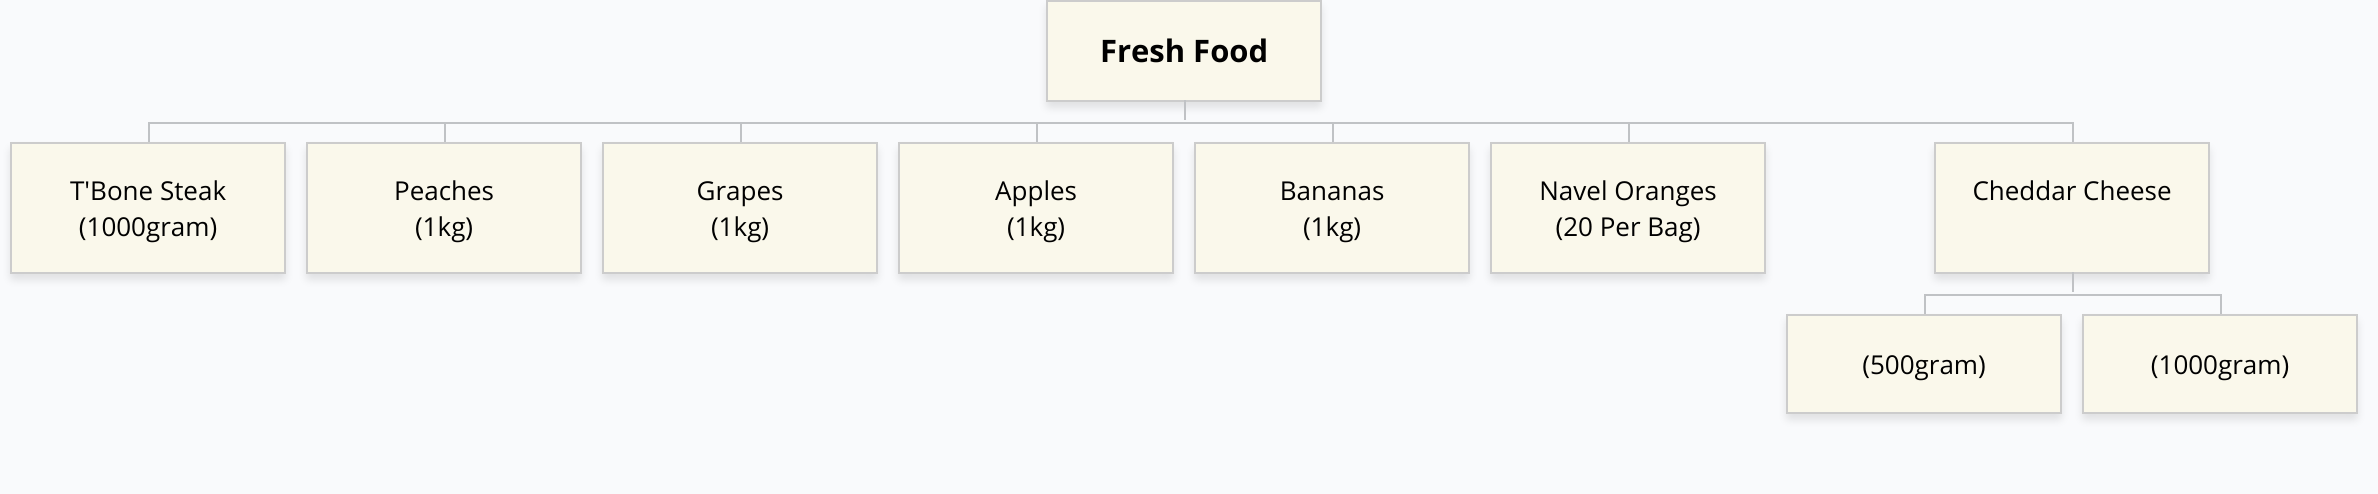 Fresh Food
T'Bone Steak
(1000gram)
Peaches
(1kg)
Grapes
(1kg)
Apples
(1kg)
Bananas
(1kg)
Navel Oranges
(20 Per Bag)
Cheddar Cheese
(500gram)
(1000gram)